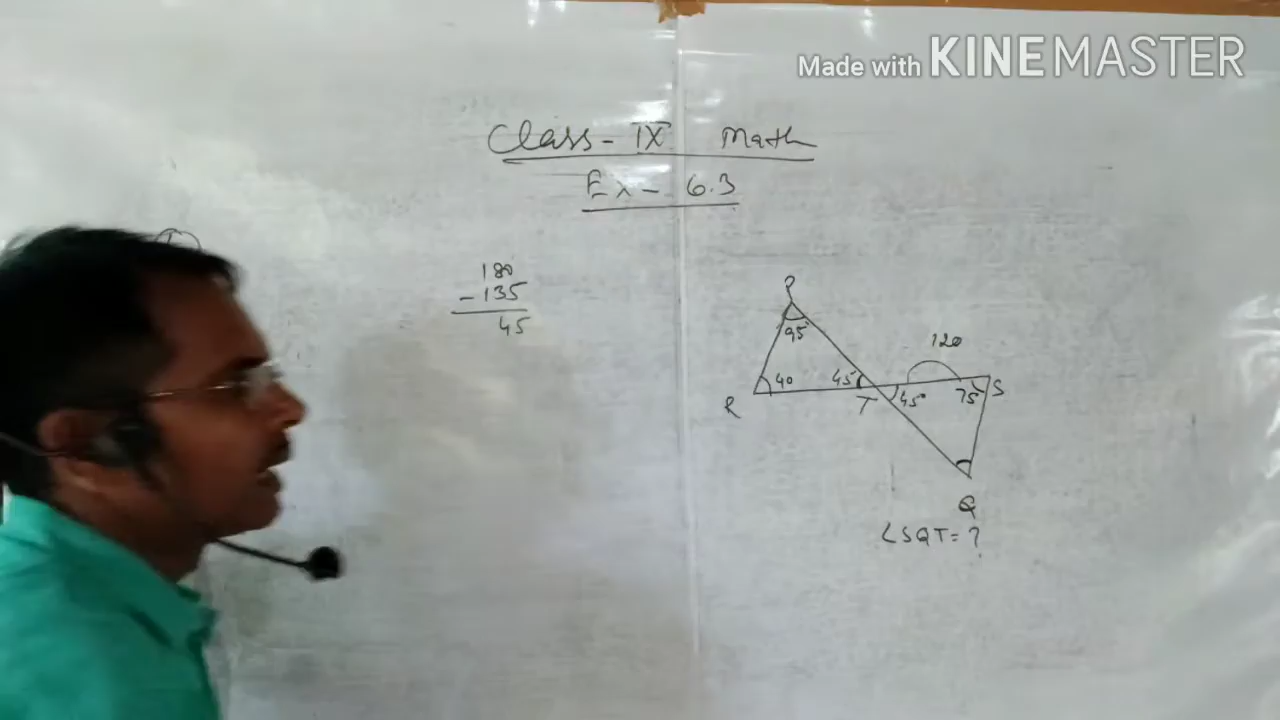 Made with KINEMASTER
Class - IX Math
Ex - 6.3
180
- 135
45
P
95°
R
40
45°
T
45°
120
75°
S
Q
∠SQT = ?